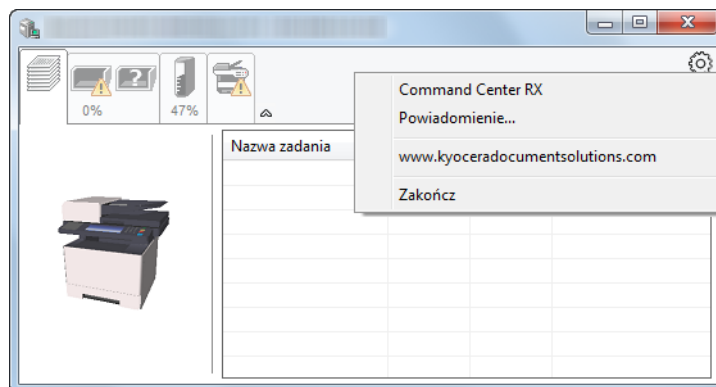 0%
47%
Nazwa zadania
Command Center RX
Powiadomienie...
www.kyoceradocumentsolutions.com
Zakończ